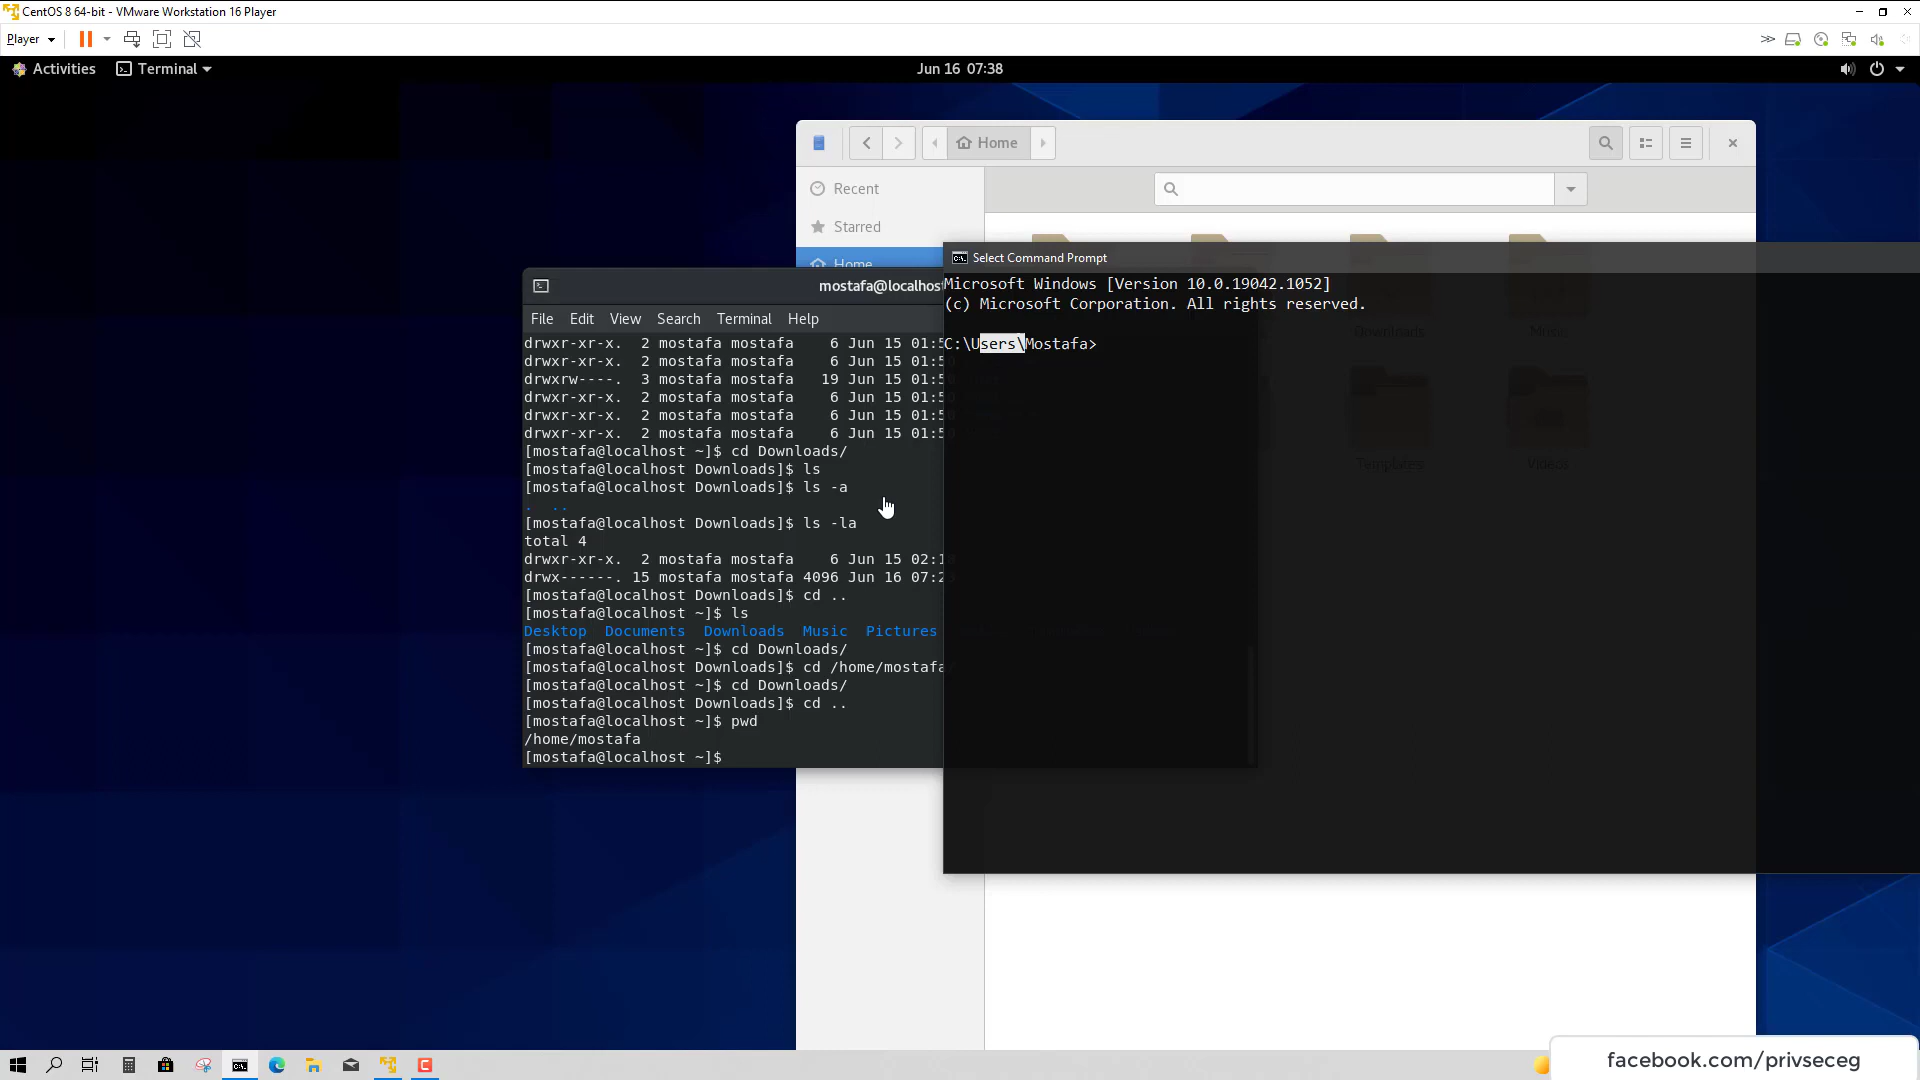 CentOS 8 64-bit - VMware Workstation 16 Player
Player
Activities
Terminal
Jun 16 07:38
Home
Recent
Starred
Home
Select Command Prompt
Microsoft Windows [Version 10.0.19042.1052]
(c) Microsoft Corporation. All rights reserved.
C:\Users\Mostafa>
Downloads
Music
Templates
Videos
mostafa@localhost
File Edit View Search Terminal Help
drwxr-xr-x. 2 mostafa mostafa 6 Jun 15 01:5
drwxr-xr-x. 2 mostafa mostafa 6 Jun 15 01:5
drwxrw----. 3 mostafa mostafa 19 Jun 15 01:5
drwxr-xr-x. 2 mostafa mostafa 6 Jun 15 01:5
drwxr-xr-x. 2 mostafa mostafa 6 Jun 15 01:5
drwxr-xr-x. 2 mostafa mostafa 6 Jun 15 01:5
[mostafa@localhost ~]$ cd Downloads/
[mostafa@localhost Downloads]$ ls
[mostafa@localhost Downloads]$ ls -a
. ..
[mostafa@localhost Downloads]$ ls -la
total 4
drwxr-xr-x. 2 mostafa mostafa 6 Jun 15 02:1
drwx------. 15 mostafa mostafa 4096 Jun 16 07:2
[mostafa@localhost Downloads]$ cd ..
[mostafa@localhost ~]$ ls
Desktop Documents Downloads Music Pictures
[mostafa@localhost ~]$ cd Downloads/
[mostafa@localhost Downloads]$ cd /home/mostafa/
[mostafa@localhost ~]$ cd Downloads/
[mostafa@localhost Downloads]$ cd ..
[mostafa@localhost ~]$ pwd
/home/mostafa
[mostafa@localhost ~]$
facebook.com/privseceg